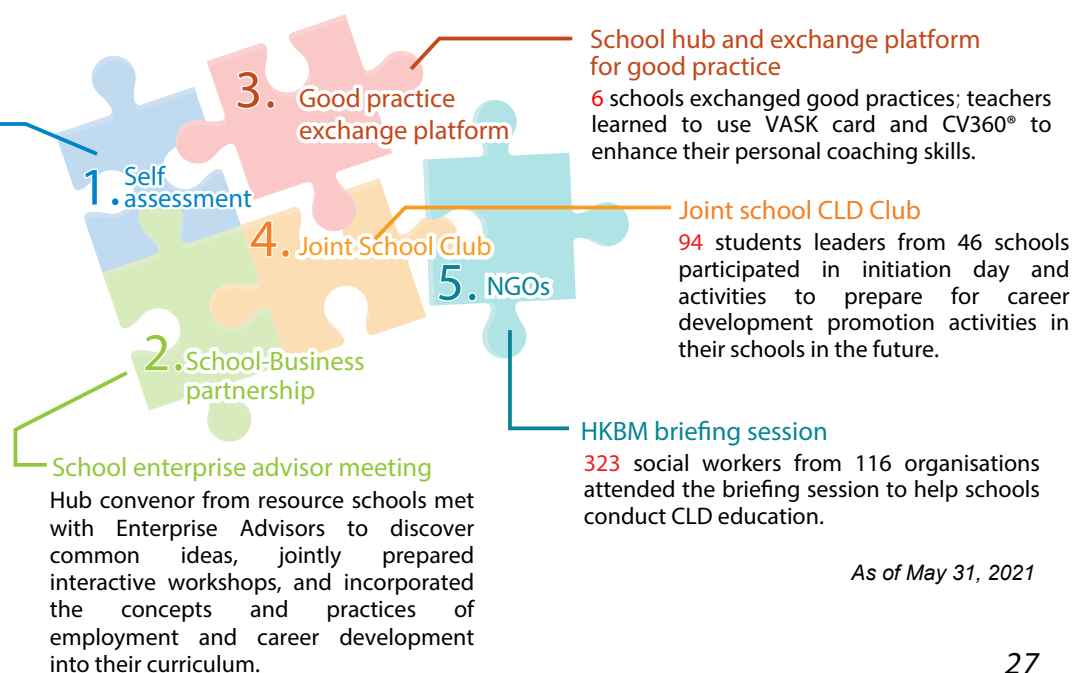 1. Self
assessment
3. Good practice
exchange platform
4. Joint School Club
5. NGOs
2. School-Business
partnership
School hub and exchange platform
for good practice
6 schools exchanged good practices; teachers
learned to use VASK card and CV360® to
enhance their personal coaching skills.
Joint school CLD Club
94 students leaders from 46 schools
participated in initiation day and
activities to prepare for career
development promotion activities in
their schools in the future.
HKBM briefing session
323 social workers from 116 organisations
attended the briefing session to help schools
conduct CLD education.
School enterprise advisor meeting
Hub convenor from resource schools met
with Enterprise Advisors to discover
common ideas, jointly prepared
interactive workshops, and incorporated
the concepts and practices of
employment and career development
into their curriculum.
As of May 31, 2021
27